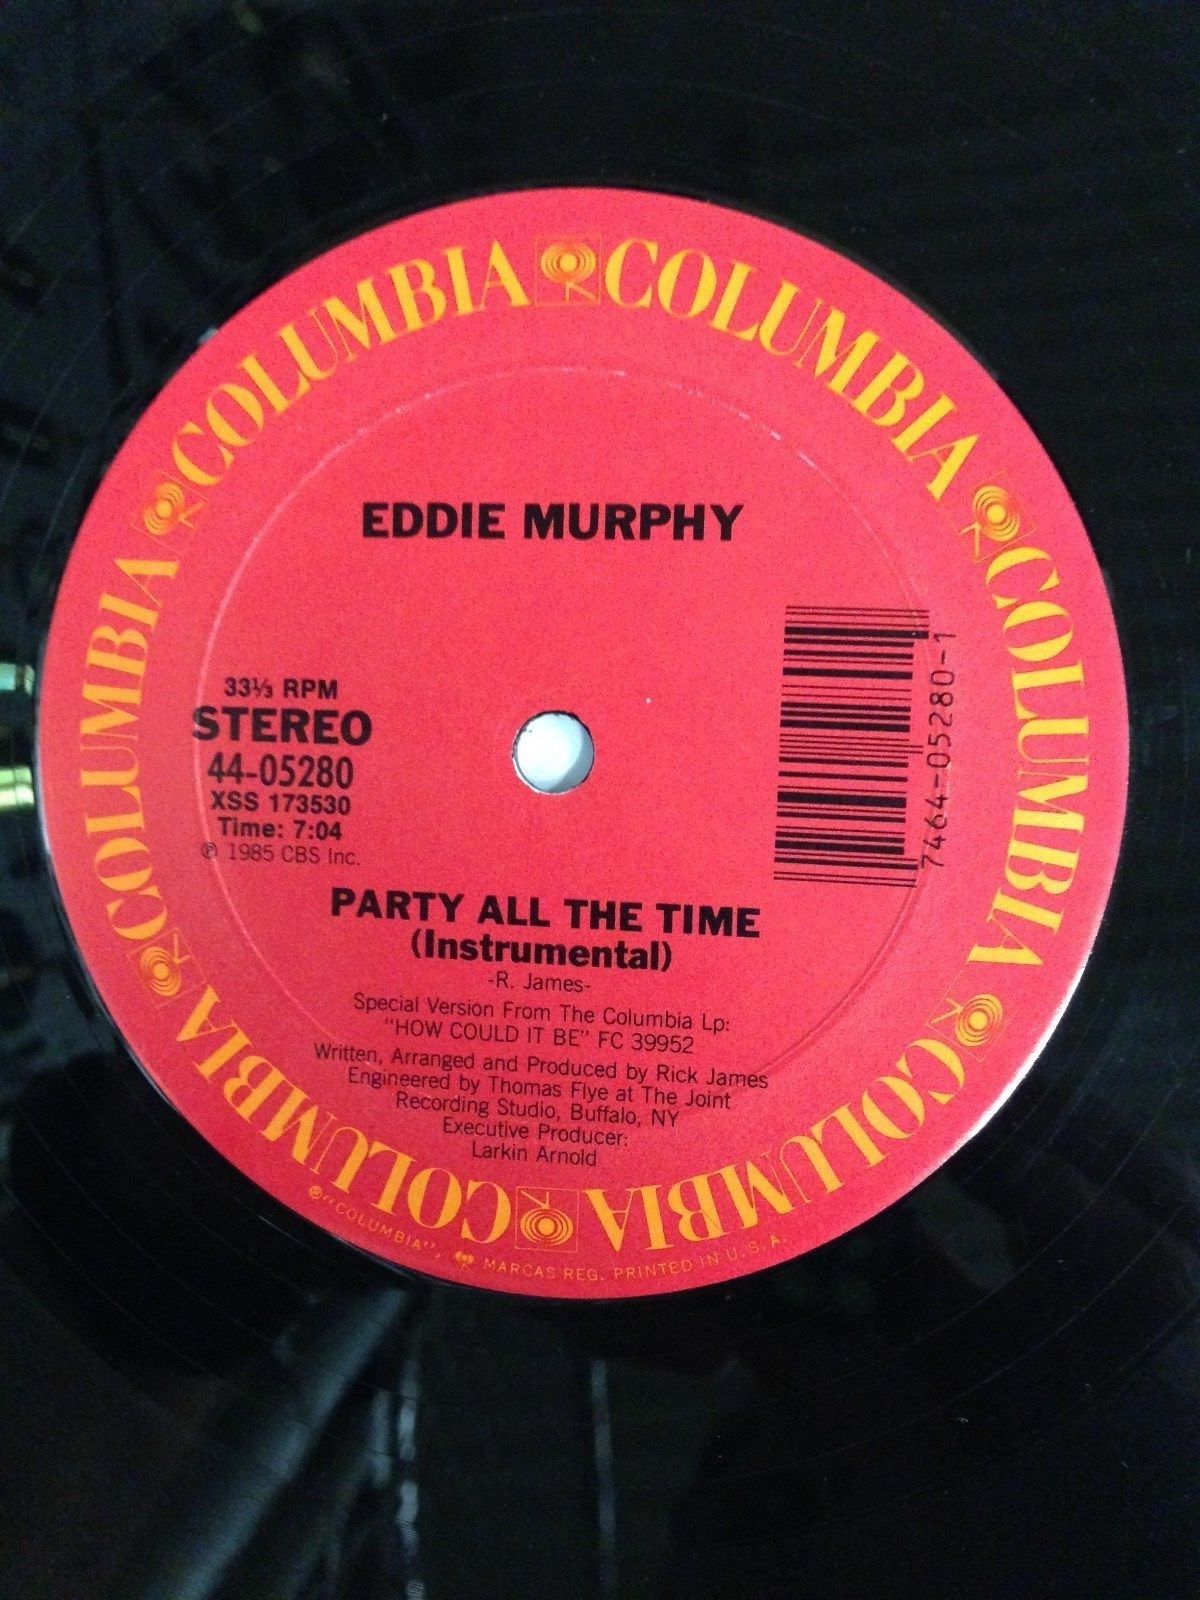 COLUMBIA COLUMBIA COLUMBIA COLUMBIA COLUMBIA COLUMBIA
EDDIE MURPHY
33⅓ RPM
STEREO
44-05280
XSS 173530
Time: 7:04
℗ 1985 CBS Inc.
7464-05280-1
PARTY ALL THE TIME
(Instrumental)
-R. James-
Special Version From The Columbia Lp:
"HOW COULD IT BE" FC 39952
Written, Arranged and Produced by Rick James
Engineered by Thomas Flye at The Joint
Recording Studio, Buffalo, NY
Executive Producer:
Larkin Arnold
®"COLUMBIA", MARCAS REG. PRINTED IN U.S.A.